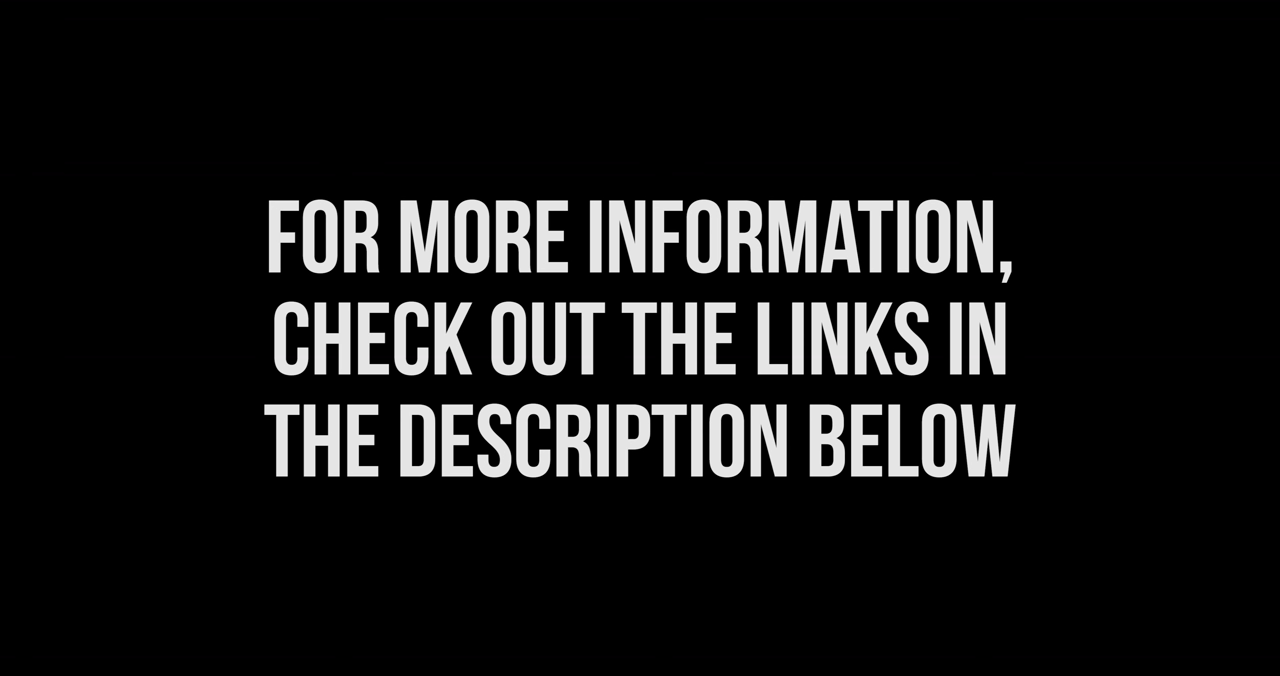 FOR MORE INFORMATION,
CHECK OUT THE LINKS IN
THE DESCRIPTION BELOW